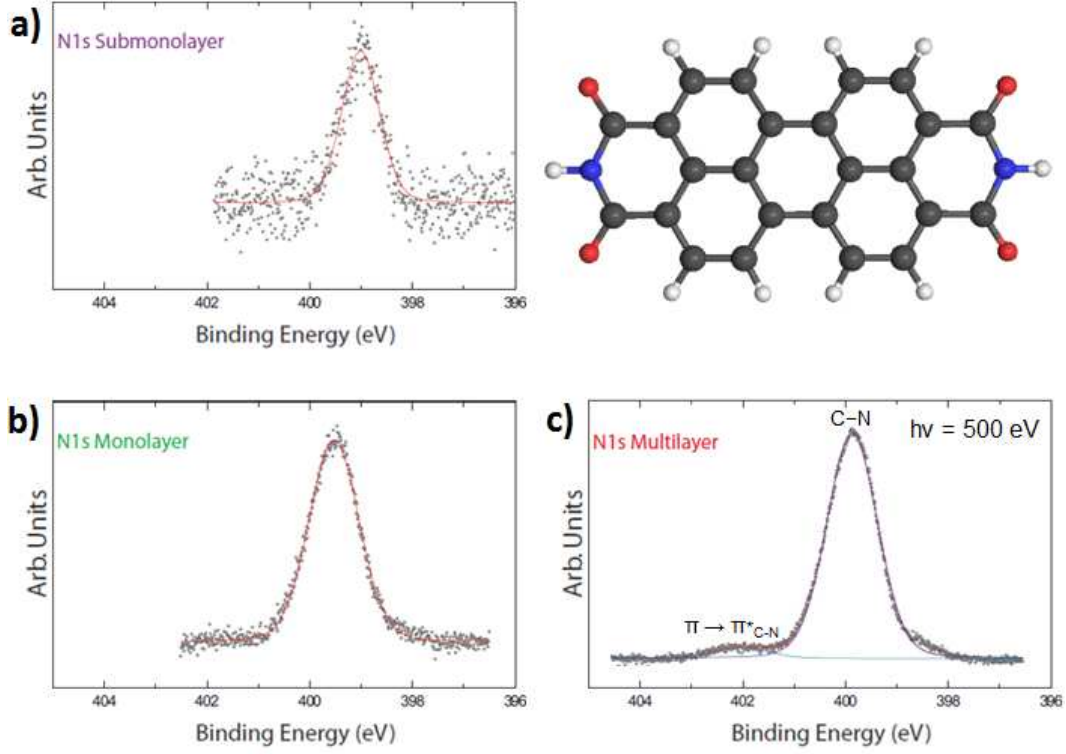 a)
N1s Submonolayer
Arb. Units
404 402 400 398 396
Binding Energy (eV)
b)
N1s Monolayer
Arb. Units
404 402 400 398 396
Binding Energy (eV)
c)
C–N
hν = 500 eV
N1s Multilayer
Arb. Units
π → π*C-N
404 402 400 398 396
Binding Energy (eV)